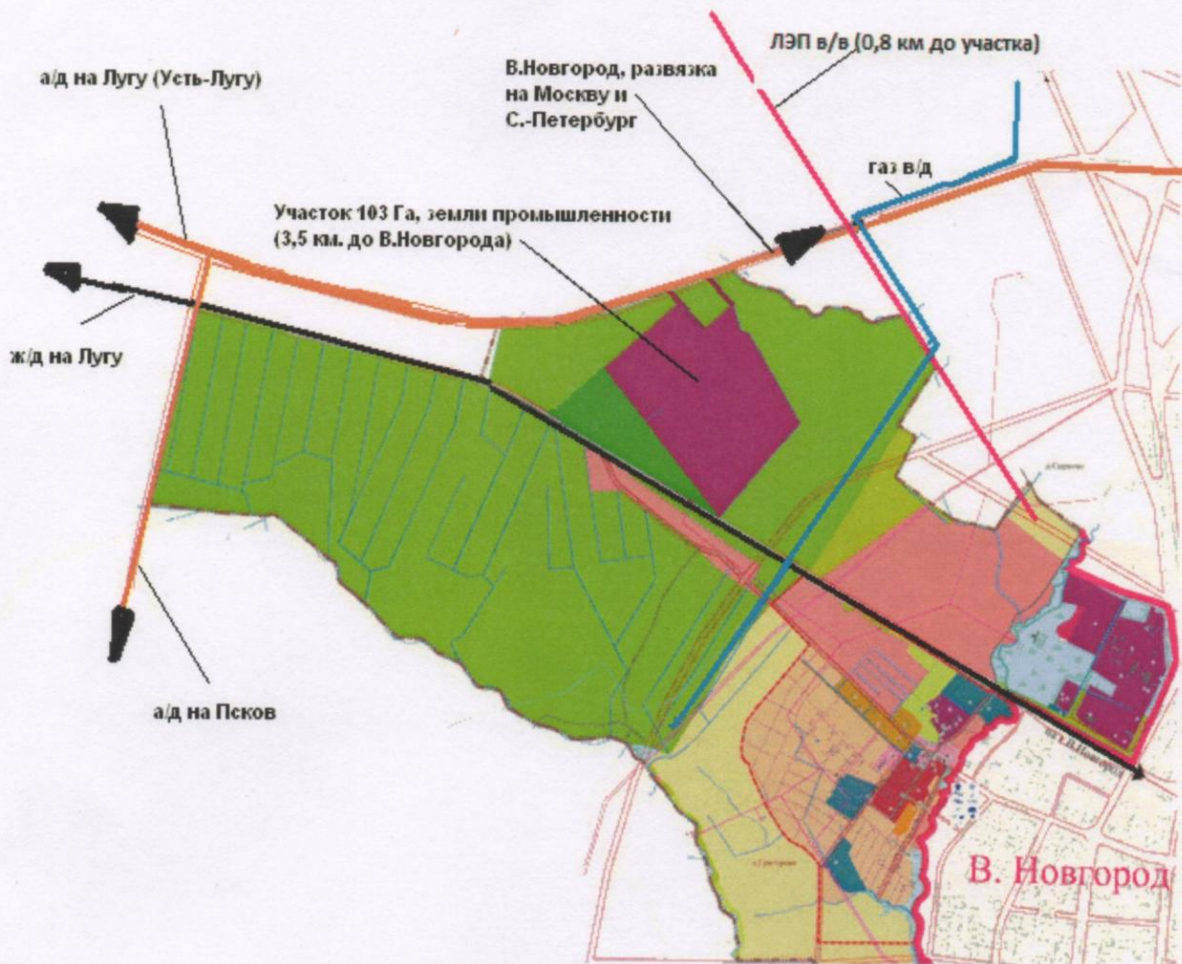 ЛЭП в/в (0,8 км до участка)
а/д на Лугу (Усть-Лугу)
В.Новгород, развязка
на Москву и
С.-Петербург
газ в/д
Участок 103 Га, земли промышленности
(3,5 км. до В.Новгорода)
ж/д на Лугу
а/д на Псков
В. Новгород